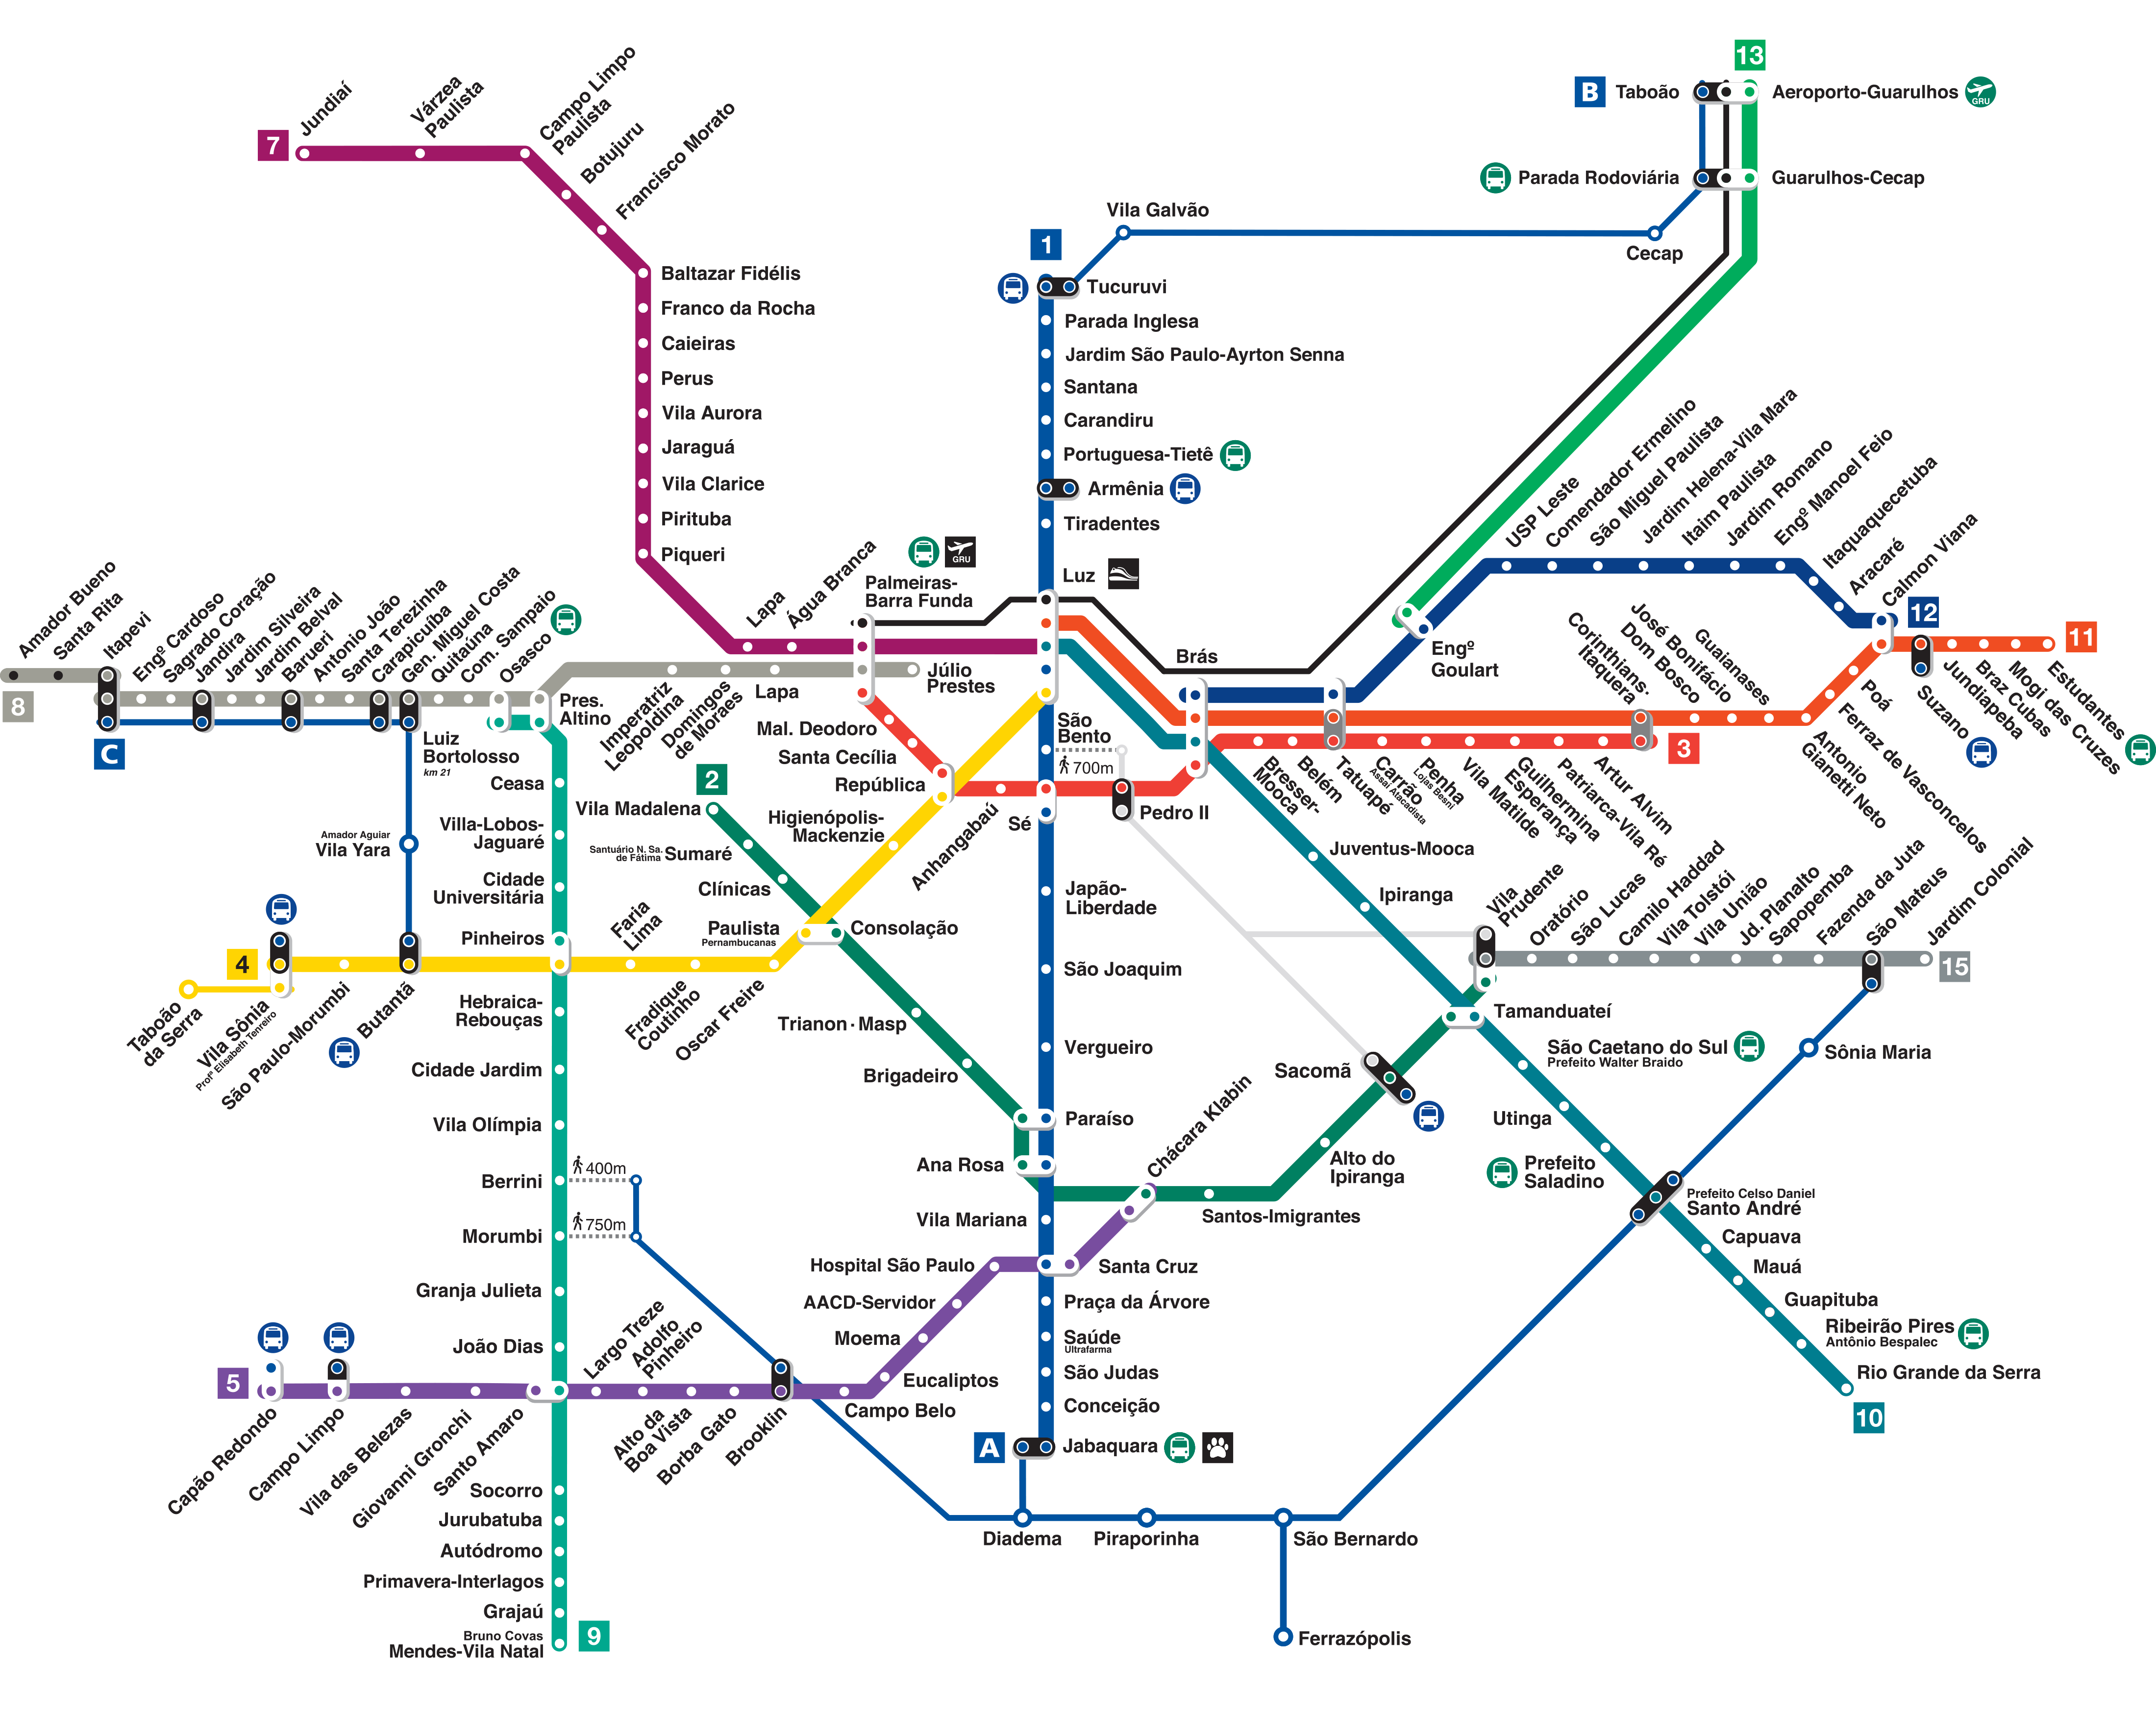 7
Jundiaí
Várzea
Paulista
Campo Limpo
Paulista
Botujuru
Francisco Morato
Baltazar Fidélis
Franco da Rocha
Caieiras
Perus
Vila Aurora
Jaraguá
Vila Clarice
Pirituba
Piqueri
Lapa
Água Branca
GRU
Palmeiras-
Barra Funda
1
Tucuruvi
Parada Inglesa
Jardim São Paulo-Ayrton Senna
Santana
Carandiru
Portuguesa-Tietê
Armênia
Tiradentes
Luz
Vila Galvão
Cecap
B
Taboão
Parada Rodoviária
13
Aeroporto-Guarulhos
GRU
Guarulhos-Cecap
USP Leste
Comendador Ermelino
São Miguel Paulista
Jardim Helena-Vila Mara
Itaim Paulista
Jardim Romano
Engº Manoel Feio
Itaquaquecetuba
Aracaré
Calmon Viana
12
11
Engº
Goulart
Brás
Amador Bueno
Santa Rita
Itapevi
Engº Cardoso
Sagrado Coração
Jandira
Jardim Silveira
Jardim Belval
Barueri
Antonio João
Santa Terezinha
Carapicuíba
Gen. Miguel Costa
Quitaúna
Com. Sampaio
Osasco
8
C
Pres.
Altino
Imperatriz
Leopoldina
Domingos
de Moraes
Lapa
Júlio
Prestes
Luiz
Bortolosso
km 21
Amador Aguiar
Vila Yara
Ceasa
Villa-Lobos-
Jaguaré
Cidade
Universitária
Pinheiros
Hebraica-
Rebouças
Cidade Jardim
Vila Olímpia
Berrini
400m
Morumbi
750m
Granja Julieta
João Dias
Socorro
Jurubatuba
Autódromo
Primavera-Interlagos
Grajaú
Bruno Covas
Mendes-Vila Natal
9
Mal. Deodoro
Santa Cecília
República
Anhangabaú
Sé
São
Bento
700m
Pedro II
Bresser-
Mooca
Belém
Tatuapé
Carrão
Assaí Atacadista
Penha
Lojas Besni
Vila Matilde
Guilhermina
Esperança
Patriarca-Vila Ré
Artur Alvim
Corinthians-
Itaquera
3
Dom Bosco
José Bonifácio
Guaianases
Antonio
Gianetti Neto
Ferraz de Vasconcelos
Poá
Suzano
Jundiapeba
Braz Cubas
Mogi das Cruzes
Estudantes
2
Vila Madalena
Santuário N. Sa.
de Fátima
Sumaré
Clínicas
Consolação
Trianon·Masp
Brigadeiro
Paraíso
Ana Rosa
Chácara Klabin
Santos-Imigrantes
Alto do
Ipiranga
Sacomã
Tamanduateí
Vila
Prudente
Oratório
São Lucas
Camilo Haddad
Vila Tolstói
Vila União
Jd. Planalto
Sapopemba
Fazenda da Juta
São Mateus
Jardim Colonial
15
Higienópolis-
Mackenzie
Paulista
Pernambucanas
Oscar Freire
Fradique
Coutinho
Faria
Lima
Butantã
São Paulo-Morumbi
Vila Sônia
Profª Elisabeth Tenreiro
Taboão
da Serra
4
Japão-
Liberdade
São Joaquim
Vergueiro
Vila Mariana
Santa Cruz
Praça da Árvore
Saúde
Ultrafarma
São Judas
Conceição
Jabaquara
A
Hospital São Paulo
AACD-Servidor
Moema
Eucaliptos
Campo Belo
Brooklin
Borba Gato
Alto da
Boa Vista
Adolfo
Pinheiro
Largo Treze
Santo Amaro
Giovanni Gronchi
Vila das Belezas
Campo Limpo
Capão Redondo
5
Juventus-Mooca
Ipiranga
São Caetano do Sul
Prefeito Walter Braido
Utinga
Prefeito
Saladino
Prefeito Celso Daniel
Santo André
Capuava
Mauá
Guapituba
Ribeirão Pires
Antônio Bespalec
Rio Grande da Serra
10
Sônia Maria
Diadema
Piraporinha
São Bernardo
Ferrazópolis